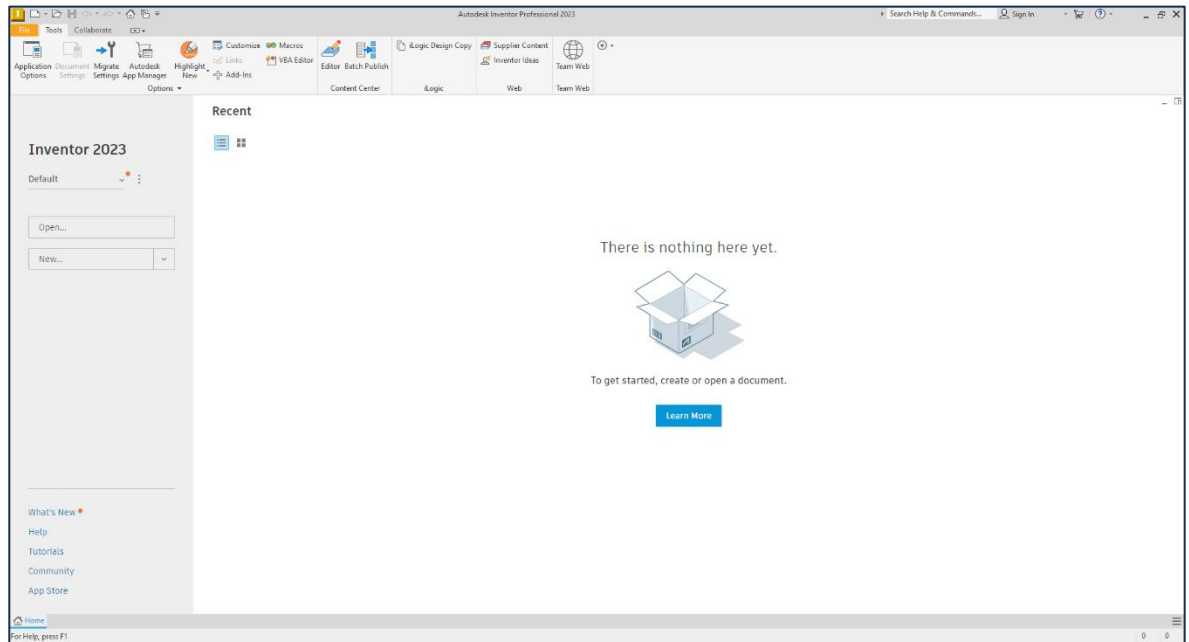 Autodesk Inventor Professional 2023
Search Help & Commands...
Sign In
File Tools Collaborate
Application Options
Document Settings
Migrate Settings
Autodesk App Manager
Highlight New
Customize
Links
Add-Ins
Macros
VBA Editor
Options
Editor
Batch Publish
Content Center
iLogic Design Copy
iLogic
Supplier Content
Inventor Ideas
Web
Team Web
Team Web
Recent
Inventor 2023
Default
Open...
New...
There is nothing here yet.
To get started, create or open a document.
Learn More
What's New
Help
Tutorials
Community
App Store
Home
For Help, press F1
0 0